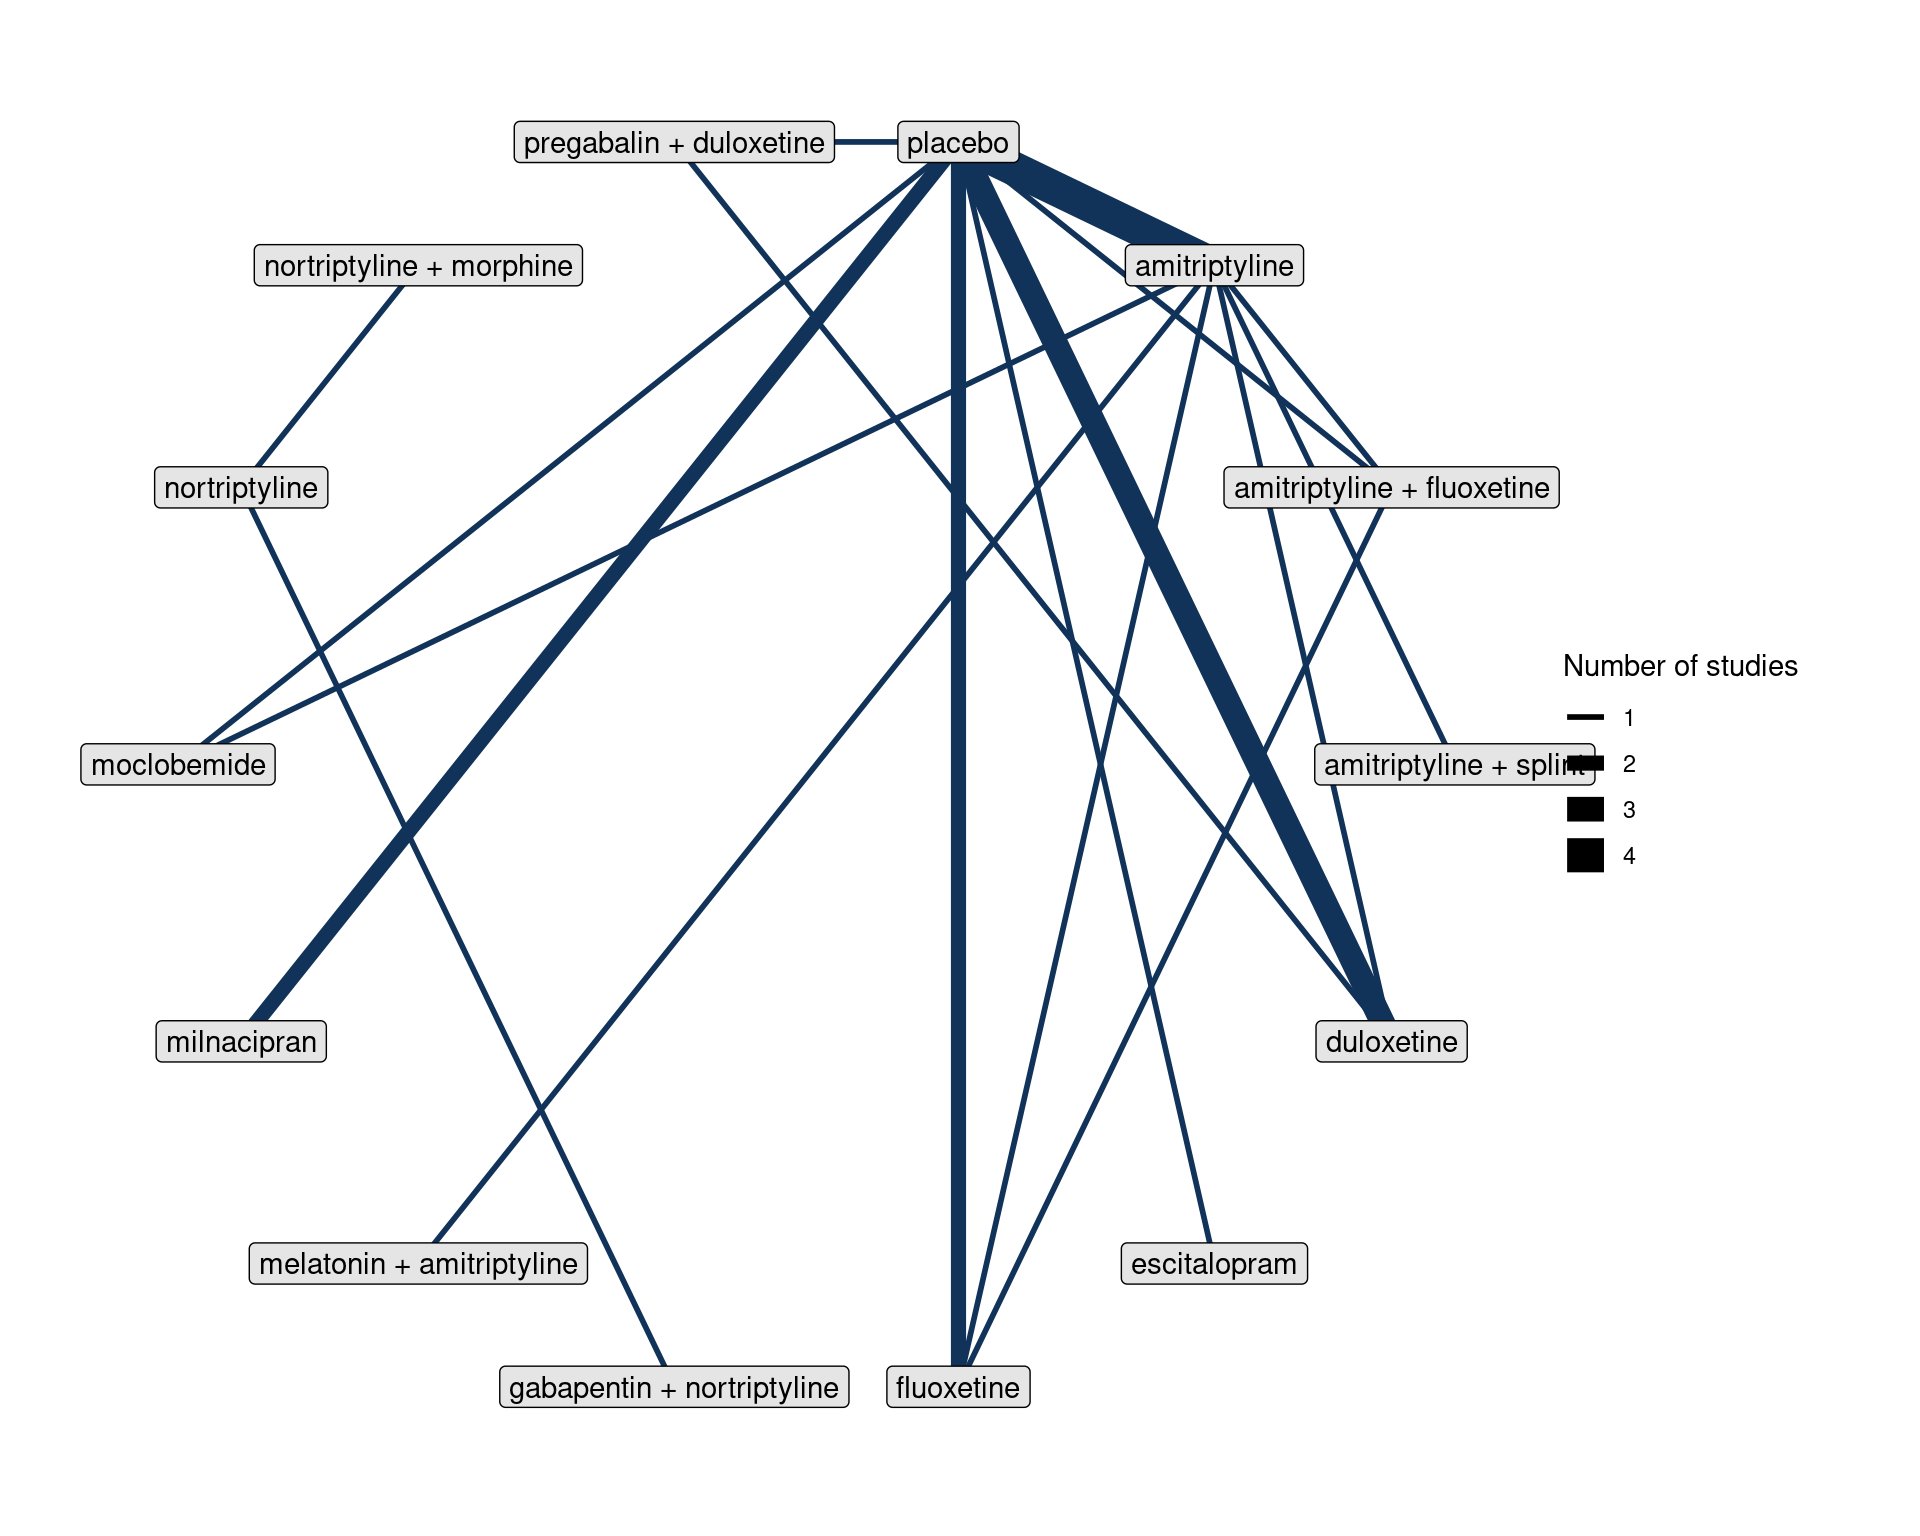 pregabalin + duloxetine
placebo
nortriptyline + morphine
amitriptyline
nortriptyline
amitriptyline + fluoxetine
Number of studies
1
moclobemide
amitriptyline + splint
2
3
4
milnacipran
duloxetine
melatonin + amitriptyline
escitalopram
gabapentin + nortriptyline
fluoxetine